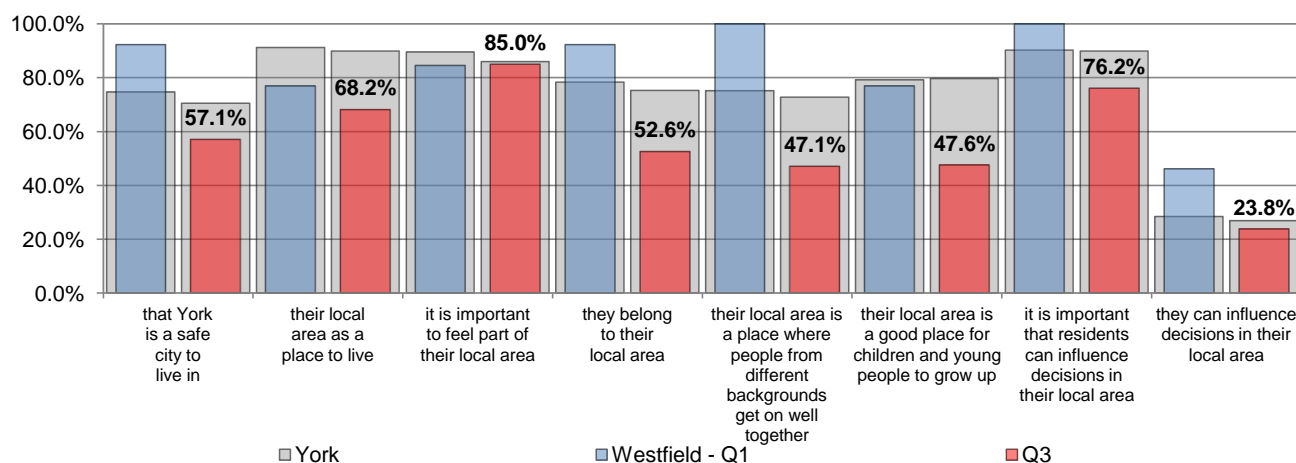 100.0%
80.0%
60.0%
40.0%
20.0%
0.0%
57.1%
68.2%
85.0%
52.6%
47.1%
47.6%
76.2%
23.8%
that York
is a safe
city to
live in
their local
area as a
place to live
it is important
to feel part of
their local area
they belong
to their
local area
their local area is
a place where
people from
different
backgrounds
get on well
together
their local area is
a good place for
children and young
people to grow up
it is important
that residents
can influence
decisions in
their local area
they can influence
decisions in their
local area
York
Westfield - Q1
Q3